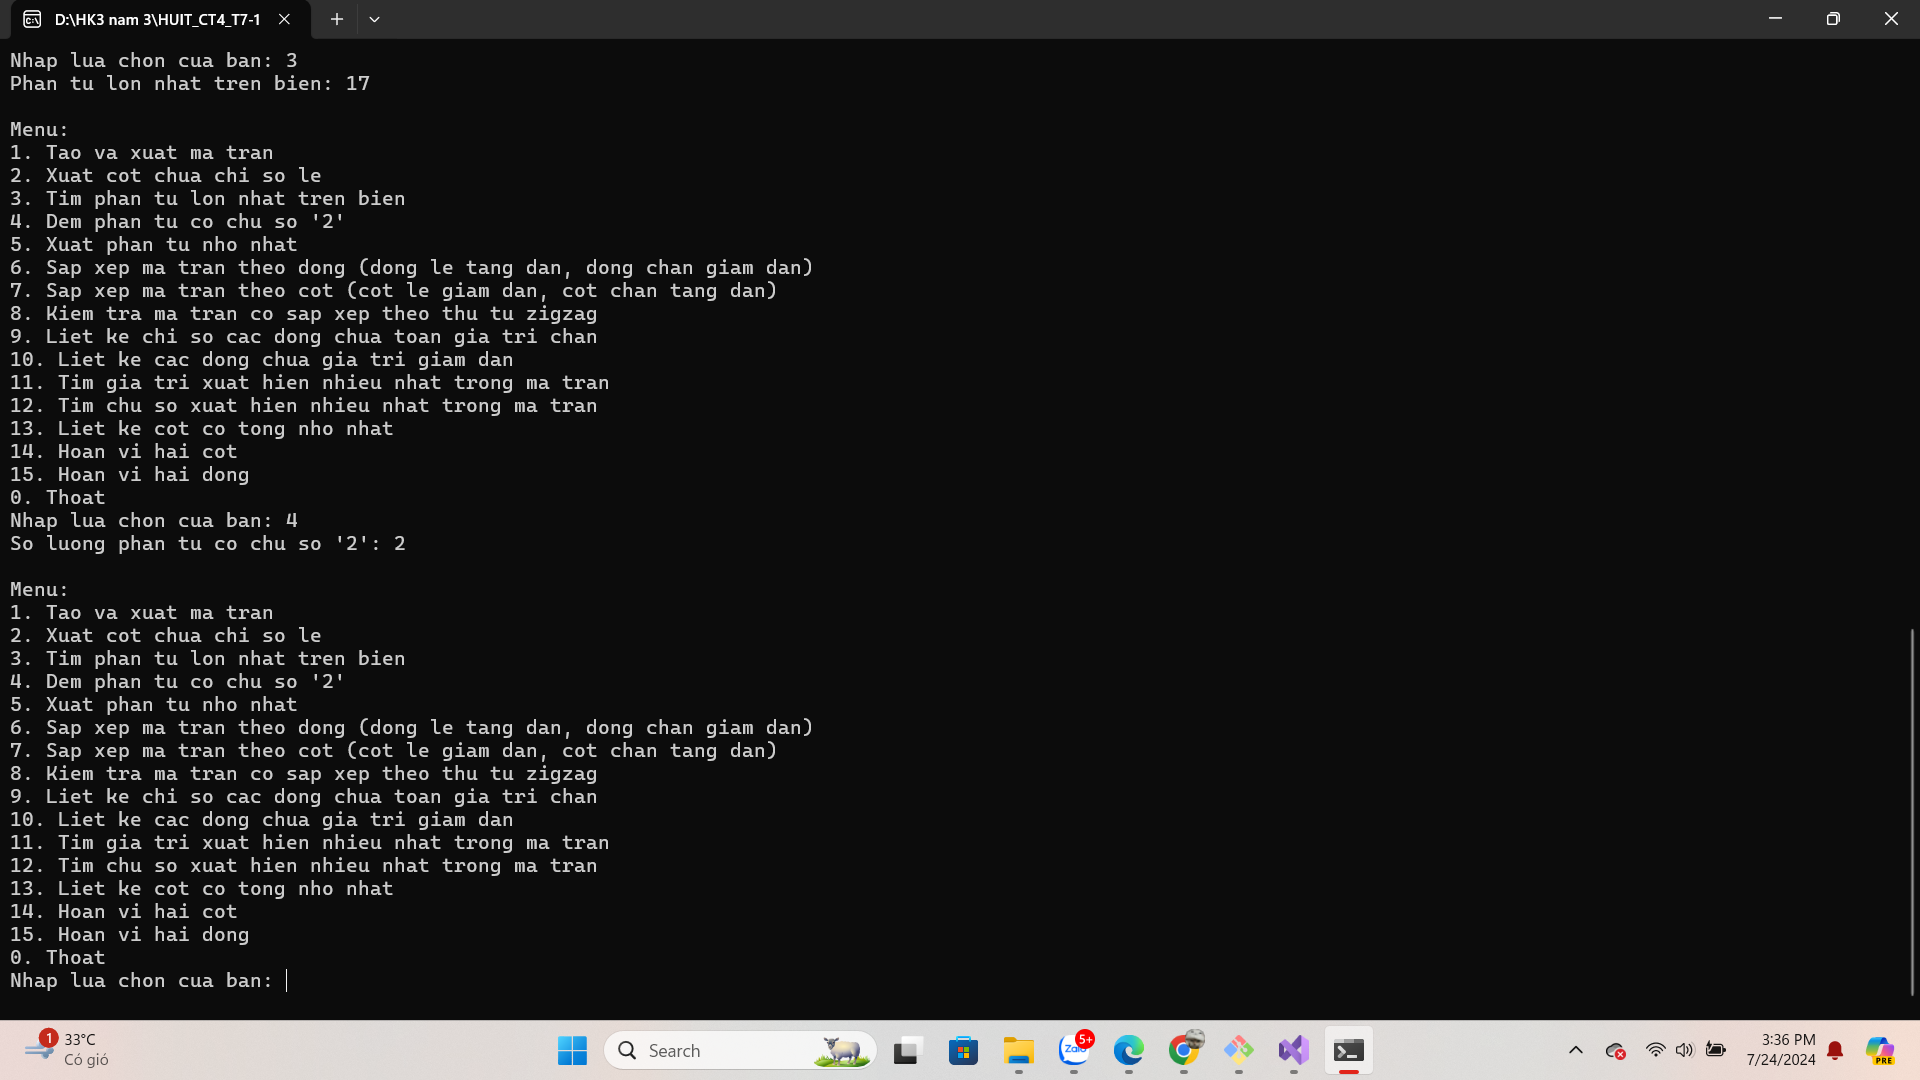 D:\HK3 nam 3\HUIT_CT4_T7-1
Nhap lua chon cua ban: 3
Phan tu lon nhat tren bien: 17
Menu:
1. Tao va xuat ma tran
2. Xuat cot chua chi so le
3. Tim phan tu lon nhat tren bien
4. Dem phan tu co chu so '2'
5. Xuat phan tu nho nhat
6. Sap xep ma tran theo dong (dong le tang dan, dong chan giam dan)
7. Sap xep ma tran theo cot (cot le giam dan, cot chan tang dan)
8. Kiem tra ma tran co sap xep theo thu tu zigzag
9. Liet ke chi so cac dong chua toan gia tri chan
10. Liet ke cac dong chua gia tri giam dan
11. Tim gia tri xuat hien nhieu nhat trong ma tran
12. Tim chu so xuat hien nhieu nhat trong ma tran
13. Liet ke cot co tong nho nhat
14. Hoan vi hai cot
15. Hoan vi hai dong
0. Thoat
Nhap lua chon cua ban: 4
So luong phan tu co chu so '2': 2
Menu:
1. Tao va xuat ma tran
2. Xuat cot chua chi so le
3. Tim phan tu lon nhat tren bien
4. Dem phan tu co chu so '2'
5. Xuat phan tu nho nhat
6. Sap xep ma tran theo dong (dong le tang dan, dong chan giam dan)
7. Sap xep ma tran theo cot (cot le giam dan, cot chan tang dan)
8. Kiem tra ma tran co sap xep theo thu tu zigzag
9. Liet ke chi so cac dong chua toan gia tri chan
10. Liet ke cac dong chua gia tri giam dan
11. Tim gia tri xuat hien nhieu nhat trong ma tran
12. Tim chu so xuat hien nhieu nhat trong ma tran
13. Liet ke cot co tong nho nhat
14. Hoan vi hai cot
15. Hoan vi hai dong
0. Thoat
Nhap lua chon cua ban:
1
33°C
Có gió
Search
Zalo
5+
3:36 PM
7/24/2024
PRE